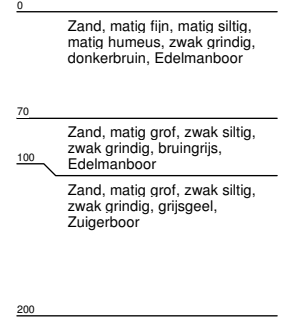 0
Zand, matig fijn, matig siltig,
matig humeus, zwak grindig,
donkerbruin, Edelmanboor
70
Zand, matig grof, zwak siltig,
zwak grindig, bruingrijs,
Edelmanboor
100
Zand, matig grof, zwak siltig,
zwak grindig, grijsgeel,
Zuigerboor
200